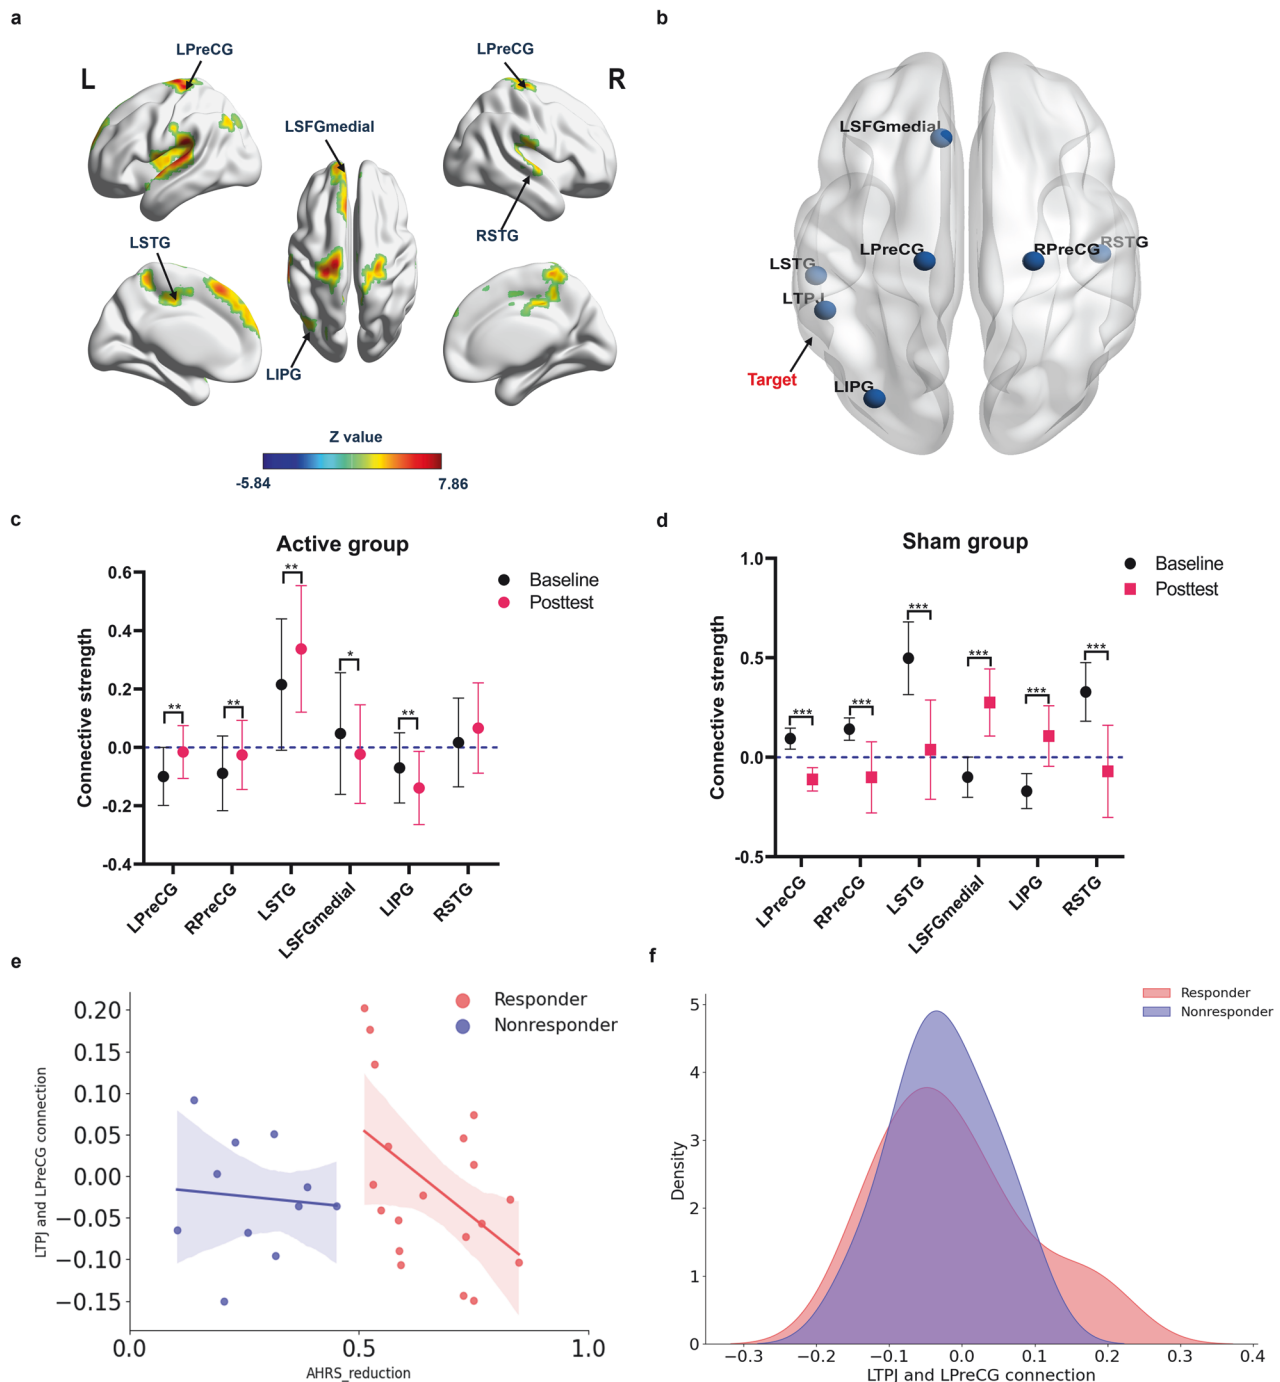 a
LPreCG
L
LSFGmedial
LPreCG
R
LSTG
RSTG
LIPG
Z value
-5.84
7.86
b
LSFGmedial
LPreCG
RPreCG
RSTG
LSTG
LTPJ
Target
LIPG
c
Active group
Baseline
Posttest
Connective strength
0.6
0.4
0.2
0.0
-0.2
-0.4
**
**
**
*
**
LPreCG
RPreCG
LSTG
LSFGmedial
LIPG
RSTG
d
Sham group
Baseline
Posttest
Connective strength
1.0
0.5
0.0
-0.5
***
***
***
***
***
***
LPreCG
RPreCG
LSTG
LSFGmedial
LIPG
RSTG
e
Responder
Nonresponder
LTPJ and LPreCG connection
0.20
0.15
0.10
0.05
0.00
−0.05
−0.10
−0.15
0.0
0.5
1.0
AHRS_reduction
f
Responder
Nonresponder
Density
5
4
3
2
1
0
−0.3
−0.2
−0.1
0.0
0.1
0.2
0.3
0.4
LTPJ and LPreCG connection